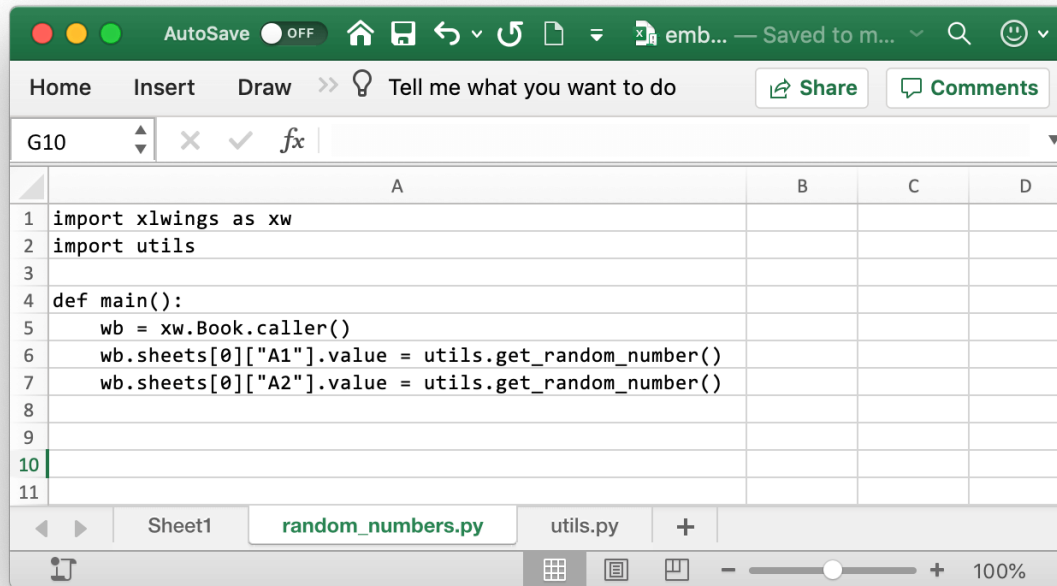 AutoSave OFF emb... — Saved to m...
Home Insert Draw Tell me what you want to do Share Comments
G10 fx
A B C D
1 import xlwings as xw
2 import utils
3
4 def main():
5     wb = xw.Book.caller()
6     wb.sheets[0]["A1"].value = utils.get_random_number()
7     wb.sheets[0]["A2"].value = utils.get_random_number()
8
9
10
11
Sheet1 random_numbers.py utils.py +
100%